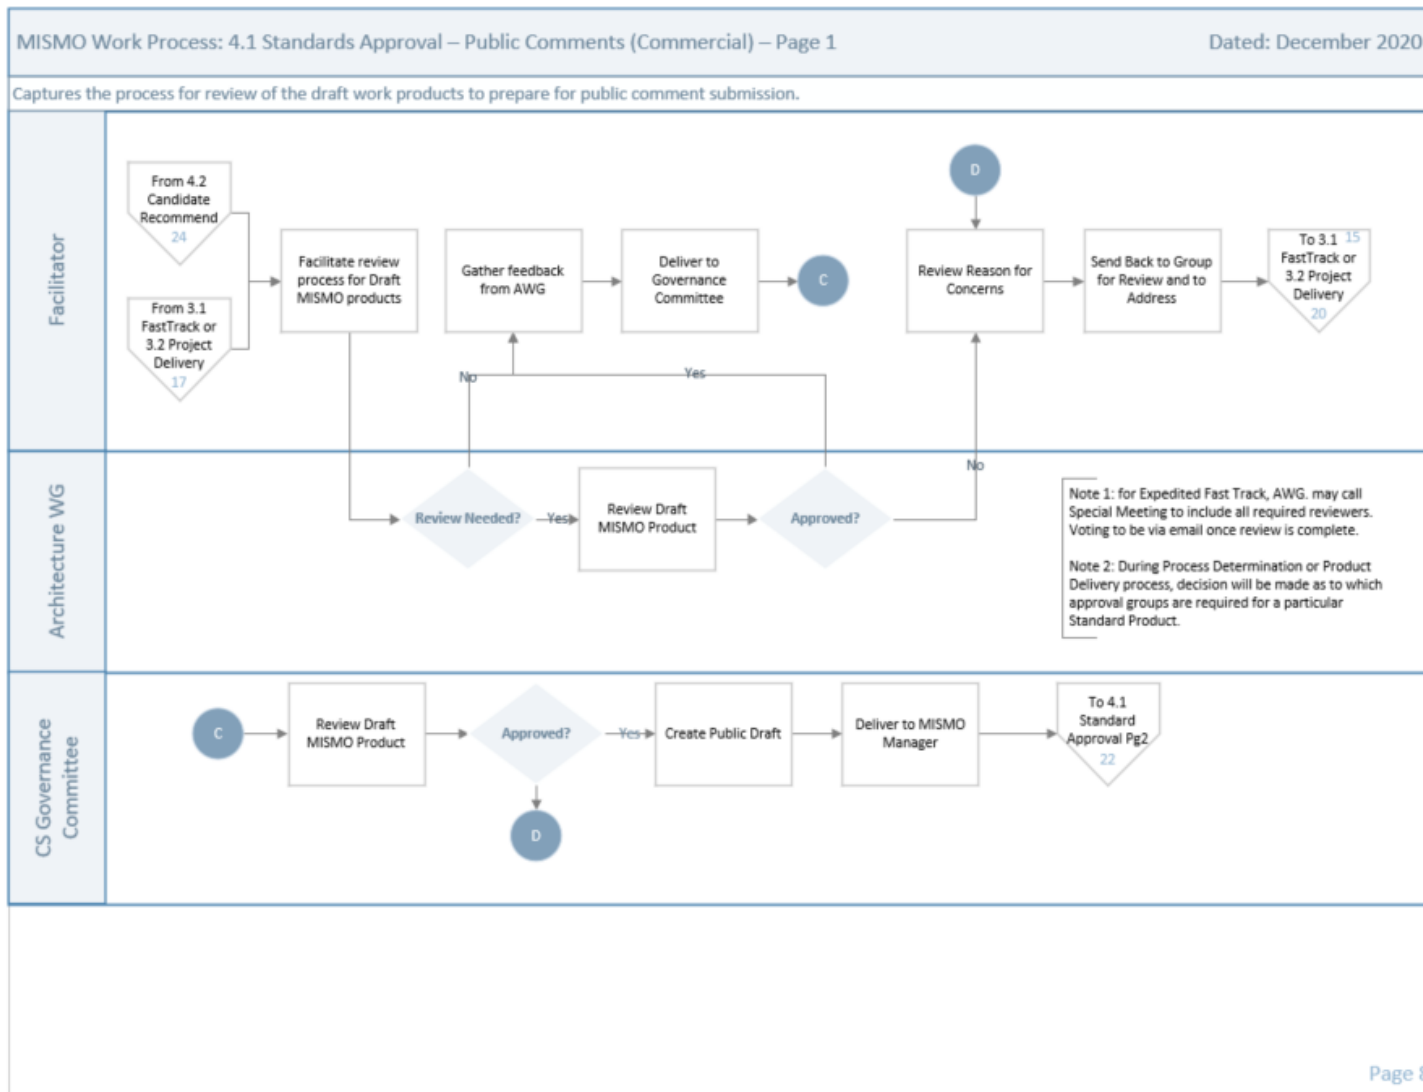 MISMO Work Process: 4.1 Standards Approval – Public Comments (Commercial) – Page 1
Dated: December 2020
Captures the process for review of the draft work products to prepare for public comment submission.
Facilitator
From 4.2
Candidate
Recommend
24
From 3.1
FastTrack or
3.2 Project
Delivery
17
Facilitate review
process for Draft
MISMO products
Gather feedback
from AWG
Deliver to
Governance
Committee
C
D
Review Reason for
Concerns
Send Back to Group
for Review and to
Address
To 3.1 15
FastTrack or
3.2 Project
Delivery
20
No
Yes
Architecture WG
Review Needed?
Yes
Review Draft
MISMO Product
Approved?
No
Note 1: for Expedited Fast Track, AWG. may call
Special Meeting to include all required reviewers.
Voting to be via email once review is complete.
Note 2: During Process Determination or Product
Delivery process, decision will be made as to which
approval groups are required for a particular
Standard Product.
CS Governance
Committee
C
Review Draft
MISMO Product
Approved?
Yes
Create Public Draft
Deliver to MISMO
Manager
To 4.1
Standard
Approval Pg2
22
D
Page 8